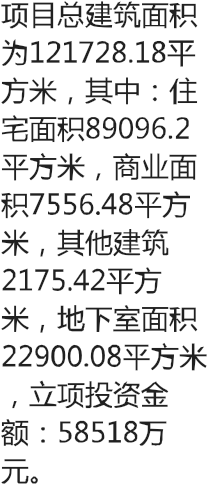 项目总建筑面积
为121728.18平
方米，其中：住
宅面积89096.2
平方米，商业面
积7556.48平方
米，其他建筑
2175.42平方
米，地下室面积
22900.08平方米
，立项投资金
额：58518万
元。